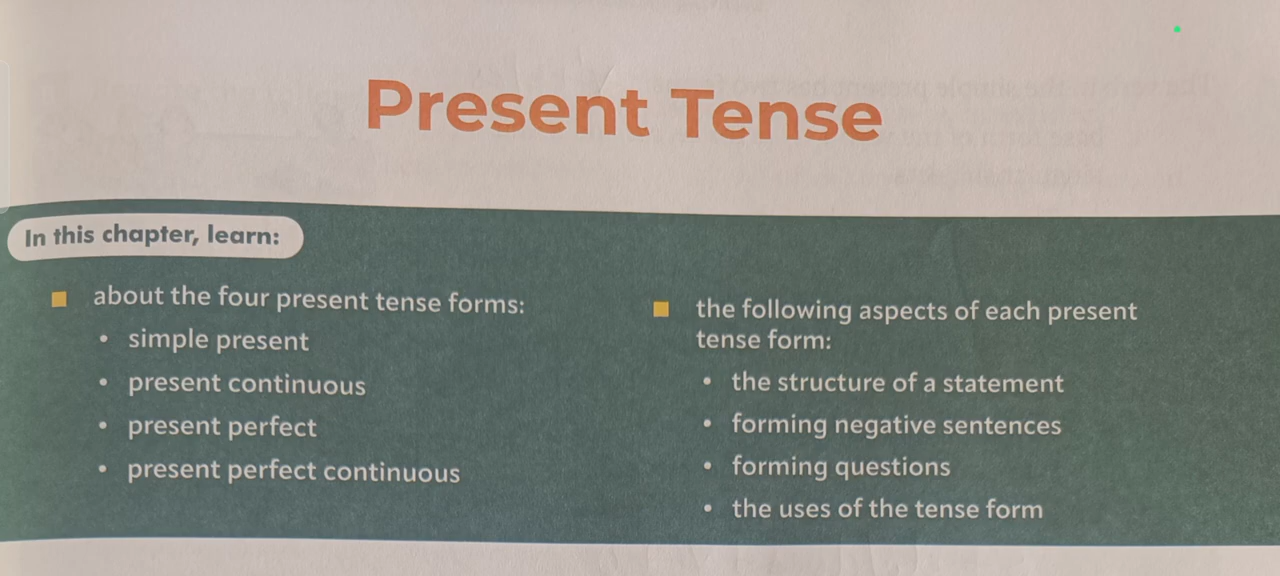 Present Tense
In this chapter, learn:
■ about the four present tense forms:
• simple present
• present continuous
• present perfect
• present perfect continuous
■ the following aspects of each present
tense form:
• the structure of a statement
• forming negative sentences
• forming questions
• the uses of the tense form